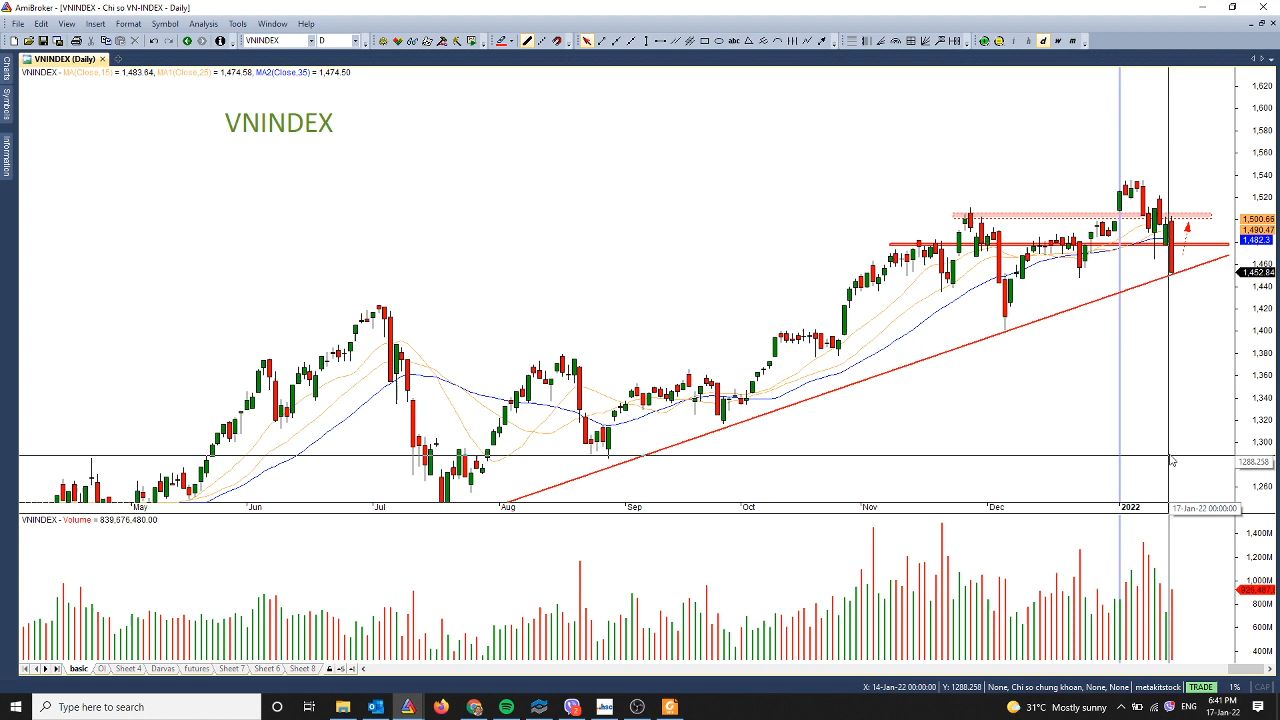 AmiBroker - [VNINDEX - Chi so VN-INDEX - Daily]
File Edit View Insert Format Symbol Analysis Tools Window Help
VNINDEX D i h d w m
VNINDEX (Daily)
VNINDEX - MA(Close,15) = 1,483.64, MA1(Close,25) = 1,474.58, MA2(Close,35) = 1,474.50
Charts
Symbols
Information
VNINDEX
1,620
1,600
1,580
1,560
1,540
1,520
1,500.66
1,490.47
1,482.3
1,460
1,452.84
1,440
1,420
1,400
1,380
1,360
1,340
1,320
1,300
1288.258
1,260
May Jun Jul Aug Sep Oct Nov Dec 2022
17-Jan-22 00:00:00
VNINDEX - Volume = 839,676,480.00
1,400M
1,200M
1,000M
800M
600M
400M
basic OI Sheet 4 Darvas futures Sheet 7 Sheet 6 Sheet 8
X: 14-Jan-22 00:00:00 Y: 1288.258 None, Chi so chung khoan, None, None metakitstock TRADE 1% CAP
Type here to search
31°C Mostly sunny ENG
6:41 PM
17-Jan-22